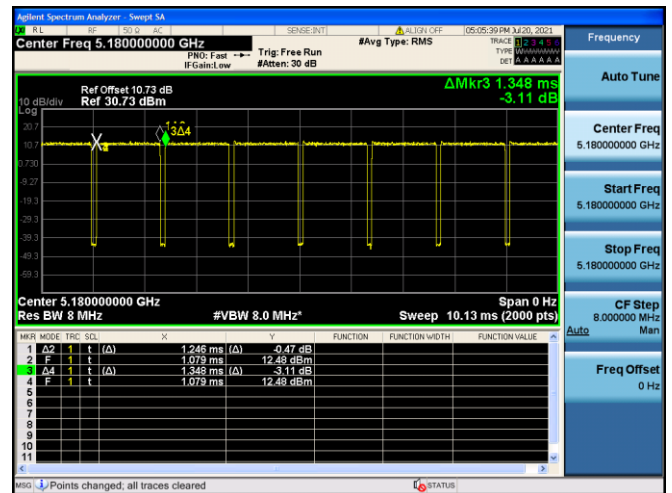 Agilent Spectrum Analyzer - Swept SA
RL RF 50 Ω AC SENSE:INT ALIGN OFF 05:05:39 PM Jul 20, 2021
Center Freq 5.180000000 GHz #Avg Type: RMS TRACE 1 2 3 4 5 6
PNO: Fast Trig: Free Run TYPE WWWWWW
IFGain:Low #Atten: 30 dB DET A A A A A A
Ref Offset 10.73 dB ΔMkr3 1.348 ms
10 dB/div Ref 30.73 dBm -3.11 dB
Log
20.7
10.7
0.730
-9.27
-19.3
-29.3
-39.3
-49.3
-59.3
3Δ4
Center 5.180000000 GHz Span 0 Hz
Res BW 8 MHz #VBW 8.0 MHz* Sweep 10.13 ms (2000 pts)
MKR MODE TRC SCL X Y FUNCTION FUNCTION WIDTH FUNCTION VALUE
1 Δ2 1 t (Δ) 1.246 ms (Δ) -0.47 dB
2 F 1 t 1.079 ms 12.48 dBm
3 Δ4 1 t (Δ) 1.348 ms (Δ) -3.11 dB
4 F 1 t 1.079 ms 12.48 dBm
5
6
7
8
9
10
11
MSG Points changed; all traces cleared STATUS
Frequency
Auto Tune
Center Freq
5.180000000 GHz
Start Freq
5.180000000 GHz
Stop Freq
5.180000000 GHz
CF Step
8.000000 MHz
Auto Man
Freq Offset
0 Hz